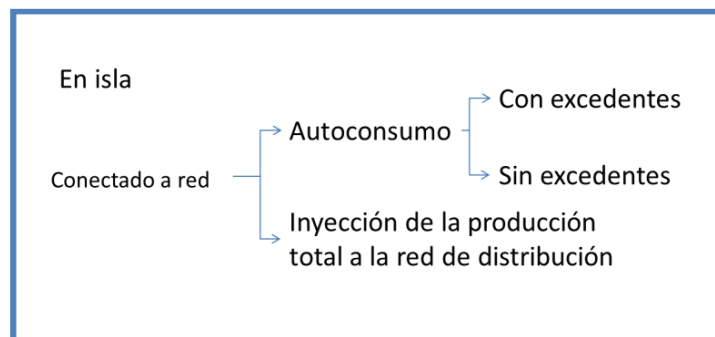 En isla
Con excedentes
Autoconsumo
Conectado a red
Sin excedentes
Inyección de la producción
total a la red de distribución